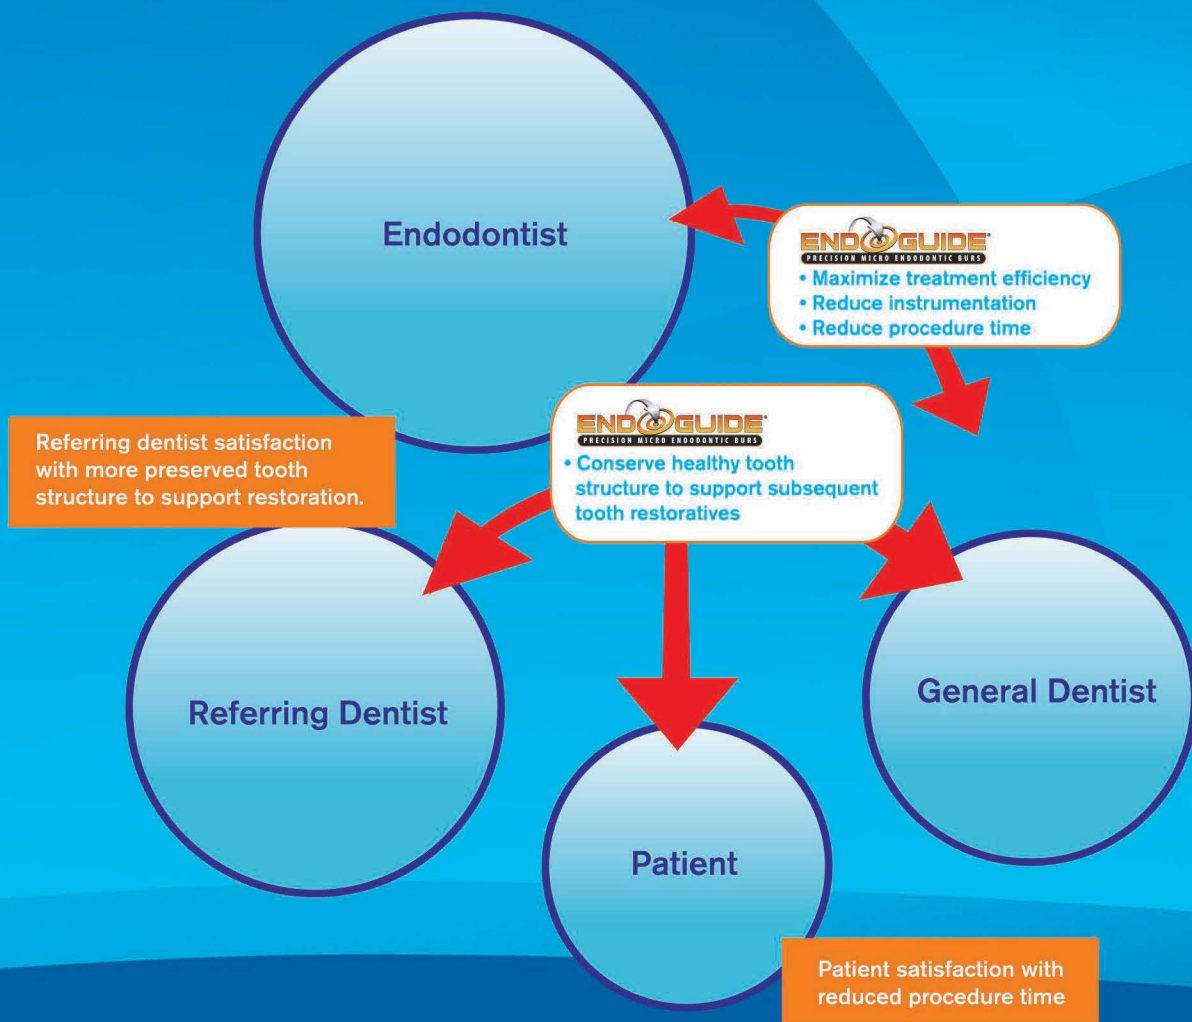 Endodontist
ENDOGUIDE
PRECISION MICRO ENDODONTIC BURS
• Maximize treatment efficiency
• Reduce instrumentation
• Reduce procedure time
ENDOGUIDE
PRECISION MICRO ENDODONTIC BURS
• Conserve healthy tooth
structure to support subsequent
tooth restoratives
Referring dentist satisfaction
with more preserved tooth
structure to support restoration.
Referring Dentist
General Dentist
Patient
Patient satisfaction with
reduced procedure time